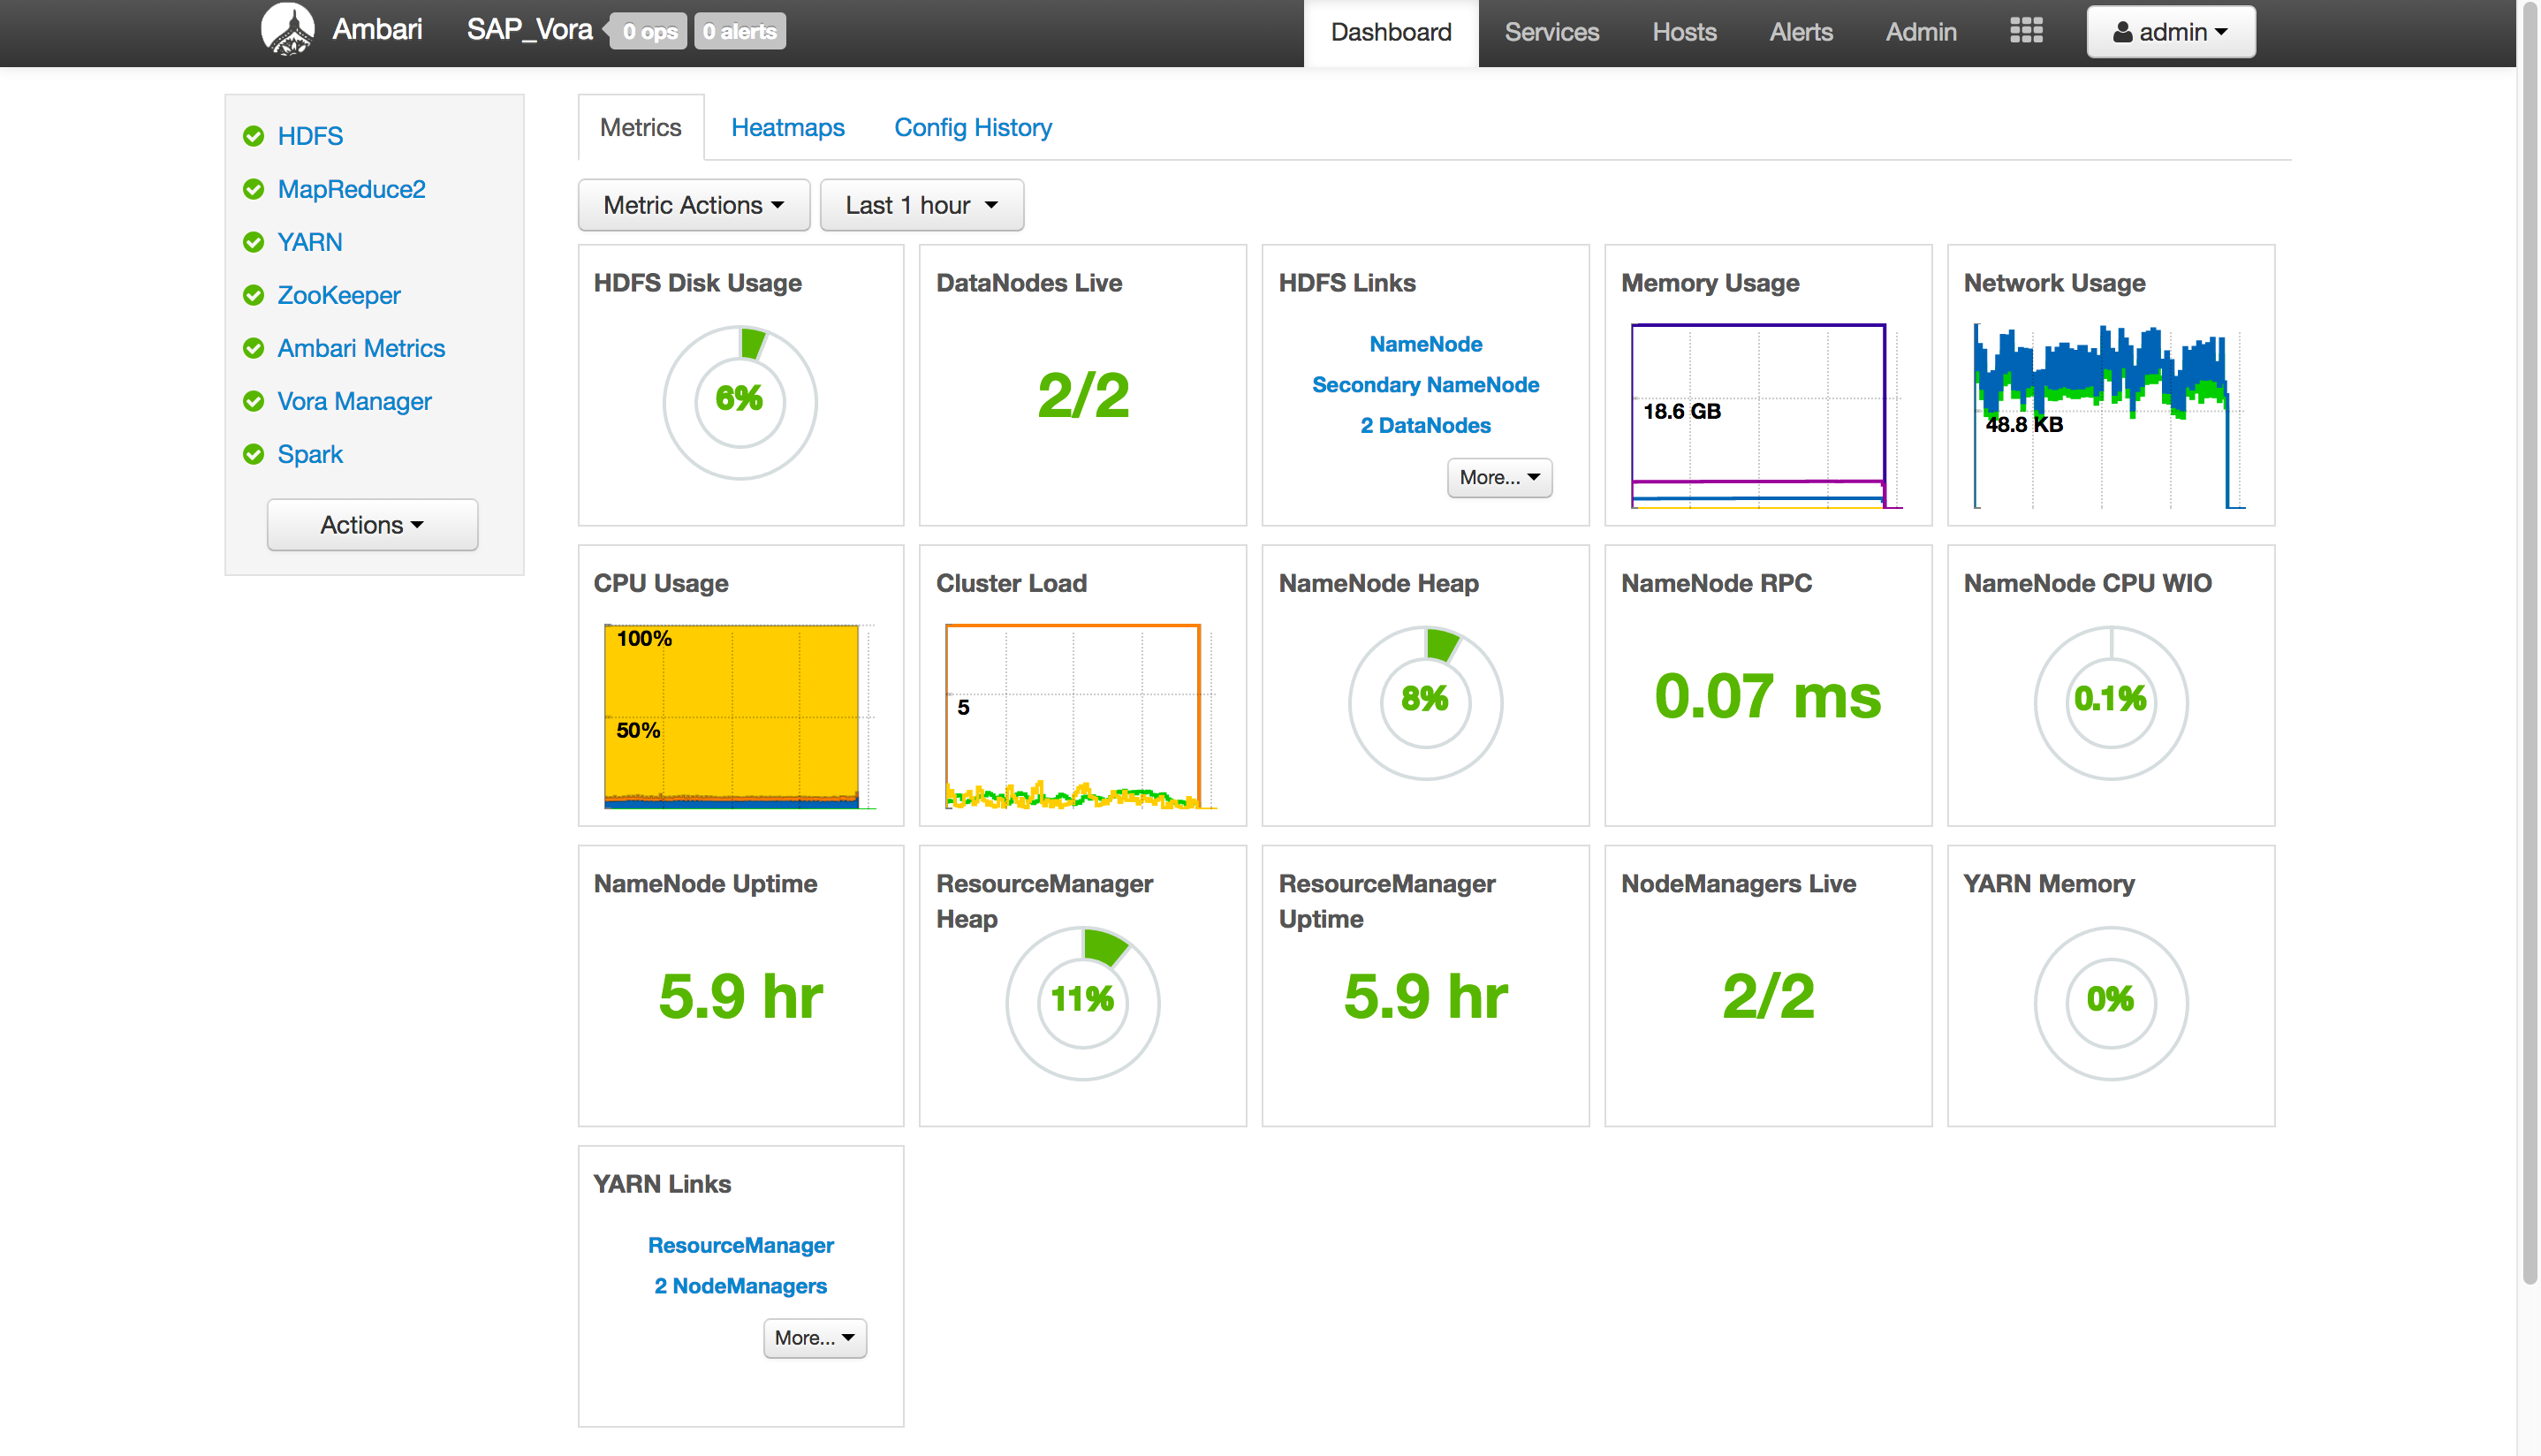 Ambari SAP_Vora 0 ops 0 alerts Dashboard Services Hosts Alerts Admin admin
HDFS
MapReduce2
YARN
ZooKeeper
Ambari Metrics
Vora Manager
Spark
Actions
Metrics Heatmaps Config History
Metric Actions Last 1 hour
HDFS Disk Usage
6%
DataNodes Live
2/2
HDFS Links
NameNode
Secondary NameNode
2 DataNodes
More...
Memory Usage
18.6 GB
Network Usage
48.8 KB
CPU Usage
100%
50%
Cluster Load
5
NameNode Heap
8%
NameNode RPC
0.07 ms
NameNode CPU WIO
0.1%
NameNode Uptime
5.9 hr
ResourceManager
Heap
11%
ResourceManager
Uptime
5.9 hr
NodeManagers Live
2/2
YARN Memory
0%
YARN Links
ResourceManager
2 NodeManagers
More...